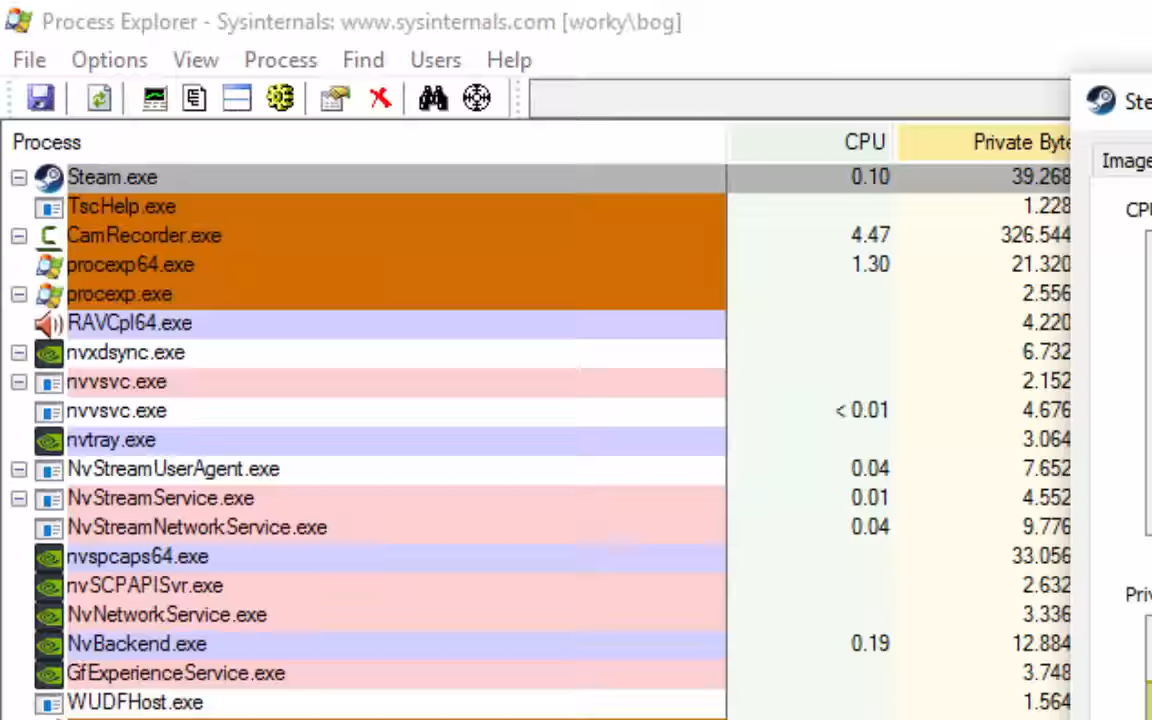 Process Explorer - Sysinternals: www.sysinternals.com [worky\bog]
File Options View Process Find Users Help
Ste
Process CPU Private Byte
Image
Steam.exe 0.10 39.268
TscHelp.exe 1.228
CPU
CamRecorder.exe 4.47 326.544
procexp64.exe 1.30 21.320
procexp.exe 2.556
RAVCpl64.exe 4.220
nvxdsync.exe 6.732
nvvsvc.exe 2.152
nvvsvc.exe < 0.01 4.676
nvtray.exe 3.064
NvStreamUserAgent.exe 0.04 7.652
NvStreamService.exe 0.01 4.552
NvStreamNetworkService.exe 0.04 9.776
nvspcaps64.exe 33.056
nvSCPAPISvr.exe 2.632
Priv
NvNetworkService.exe 3.336
NvBackend.exe 0.19 12.884
GfExperienceService.exe 3.748
WUDFHost.exe 1.564